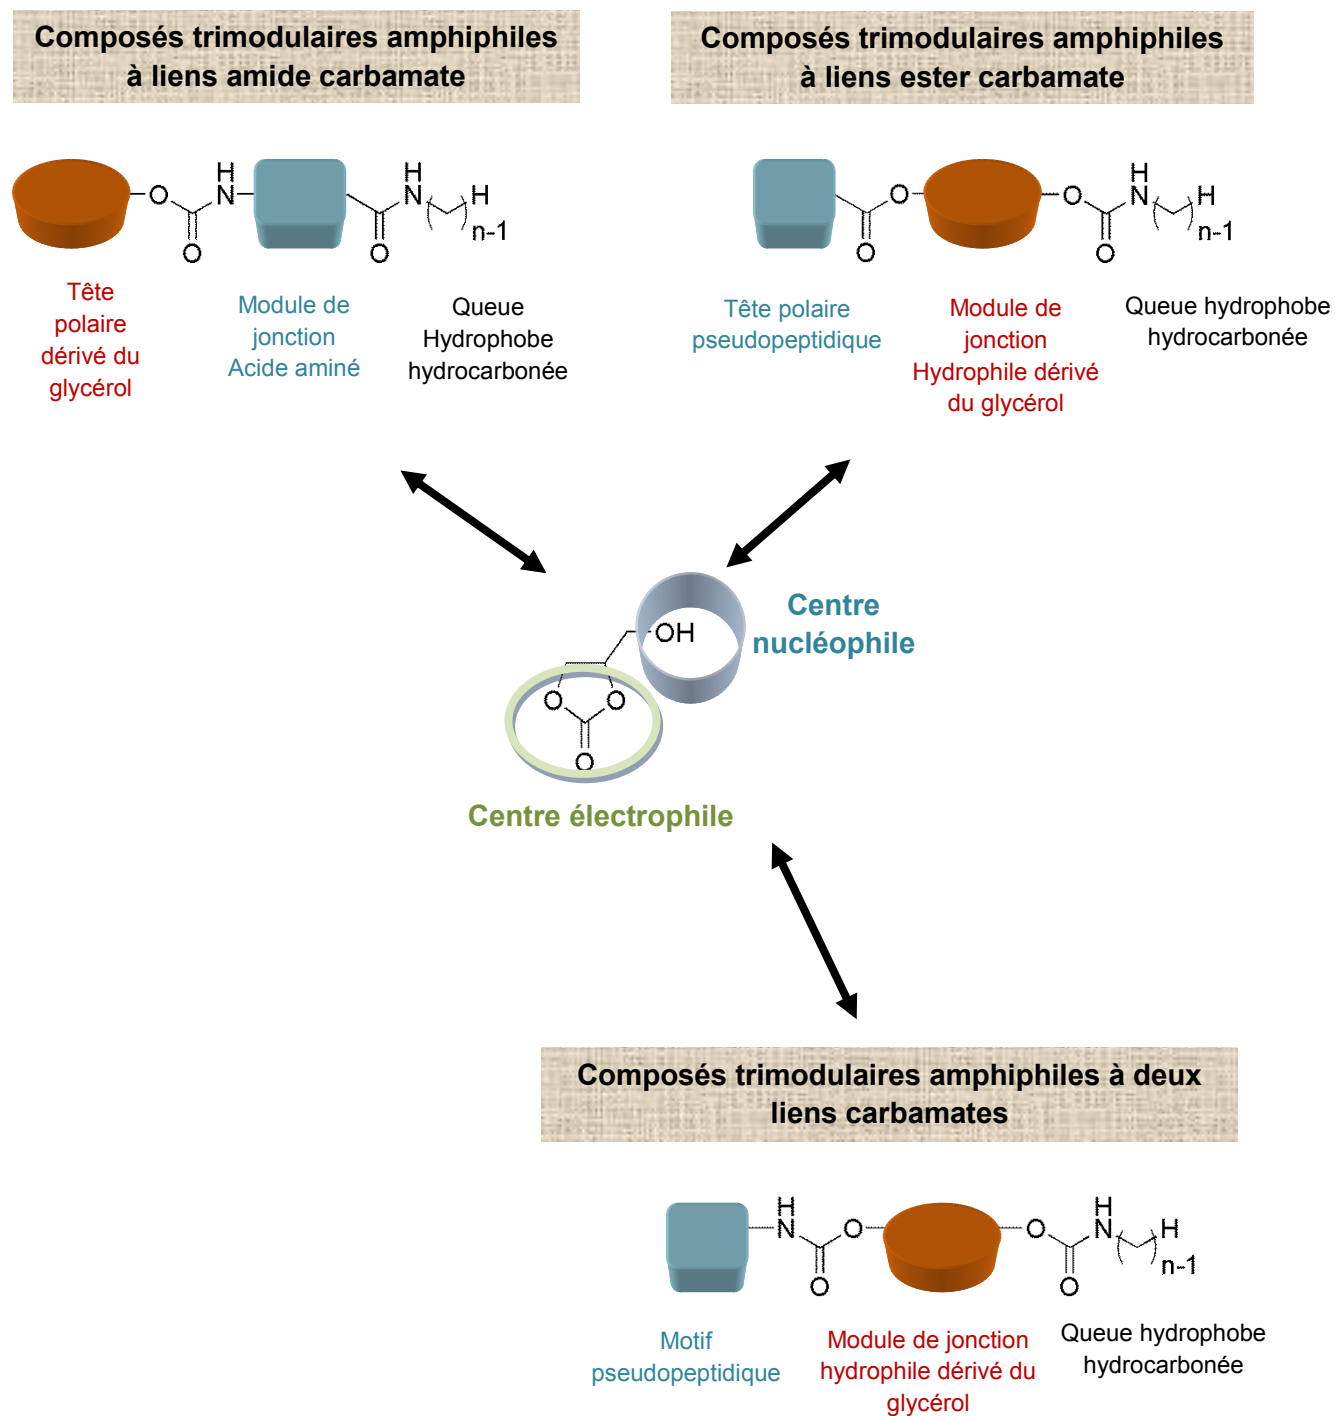 Composés trimodulaires amphiphiles
à liens amide carbamate
Composés trimodulaires amphiphiles
à liens ester carbamate
O
O
H
N
O
H
N
H
n-1
O
O
O
O
H
N
H
n-1
Tête
polaire
dérivé du
glycérol
Module de
jonction
Acide aminé
Queue
Hydrophobe
hydrocarbonée
Tête polaire
pseudopeptidique
Module de
jonction
Hydrophile dérivé
du glycérol
Queue hydrophobe
hydrocarbonée
Centre
nucléophile
OH
O
O
O
Centre électrophile
Composés trimodulaires amphiphiles à deux
liens carbamates
H
N
O
O
O
O
H
N
H
n-1
Motif
pseudopeptidique
Module de jonction
hydrophile dérivé du
glycérol
Queue hydrophobe
hydrocarbonée